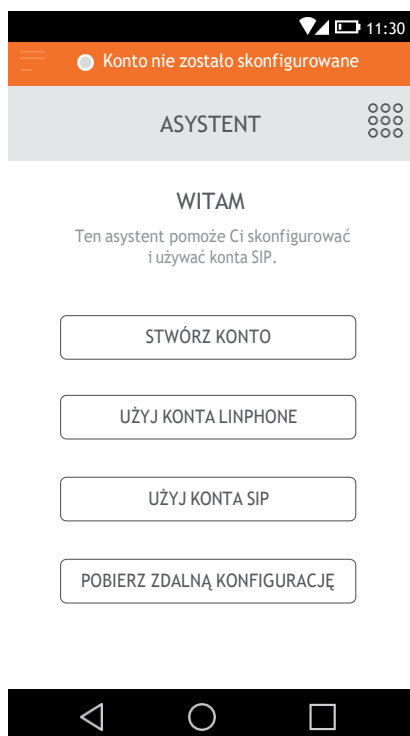 11:30
Konto nie zostało skonfigurowane
ASYSTENT
WITAM
Ten asystent pomoże Ci skonfigurować
i używać konta SIP.
STWÓRZ KONTO
UŻYJ KONTA LINPHONE
UŻYJ KONTA SIP
POBIERZ ZDALNĄ KONFIGURACJĘ